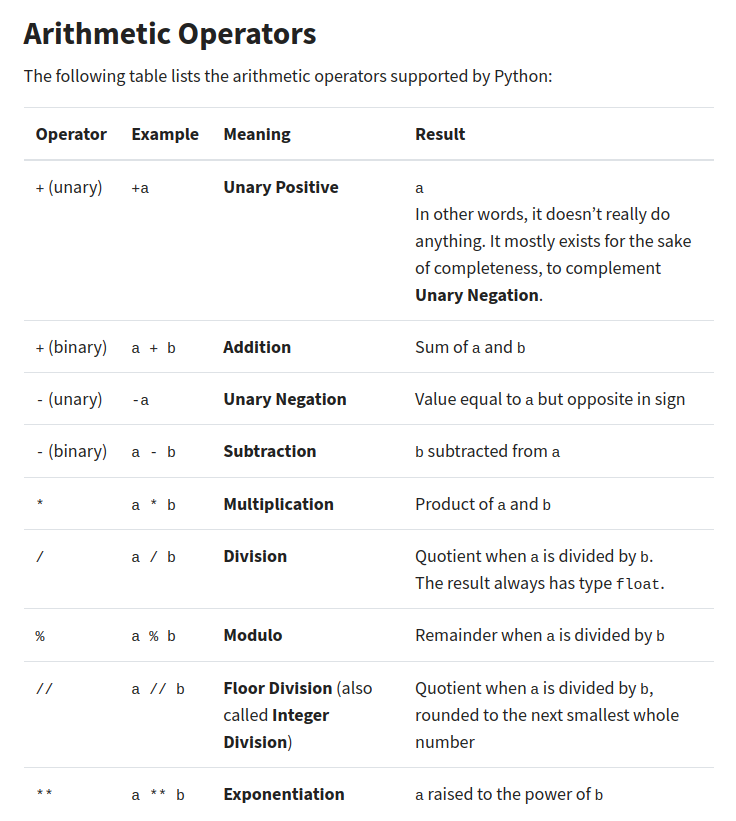 Arithmetic Operators
The following table lists the arithmetic operators supported by Python:
Operator Example Meaning Result
+ (unary) +a Unary Positive a
In other words, it doesn’t really do
anything. It mostly exists for the sake
of completeness, to complement
Unary Negation.
+ (binary) a + b Addition Sum of a and b
- (unary) -a Unary Negation Value equal to a but opposite in sign
- (binary) a - b Subtraction b subtracted from a
* a * b Multiplication Product of a and b
/ a / b Division Quotient when a is divided by b.
The result always has type float.
% a % b Modulo Remainder when a is divided by b
// a // b Floor Division (also Quotient when a is divided by b,
called Integer rounded to the next smallest whole
Division) number
** a ** b Exponentiation a raised to the power of b